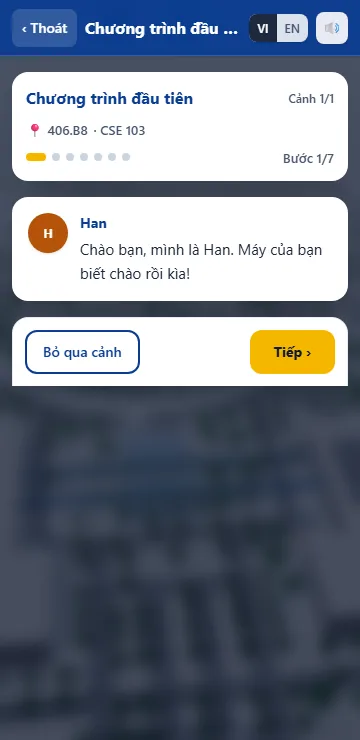 ‹ Thoát
Chương trình đầu ...
VI EN
Chương trình đầu tiên
Cảnh 1/1
406.B8 · CSE 103
Bước 1/7
H
Han
Chào bạn, mình là Han. Máy của bạn
biết chào rồi kìa!
Bỏ qua cảnh
Tiếp ›